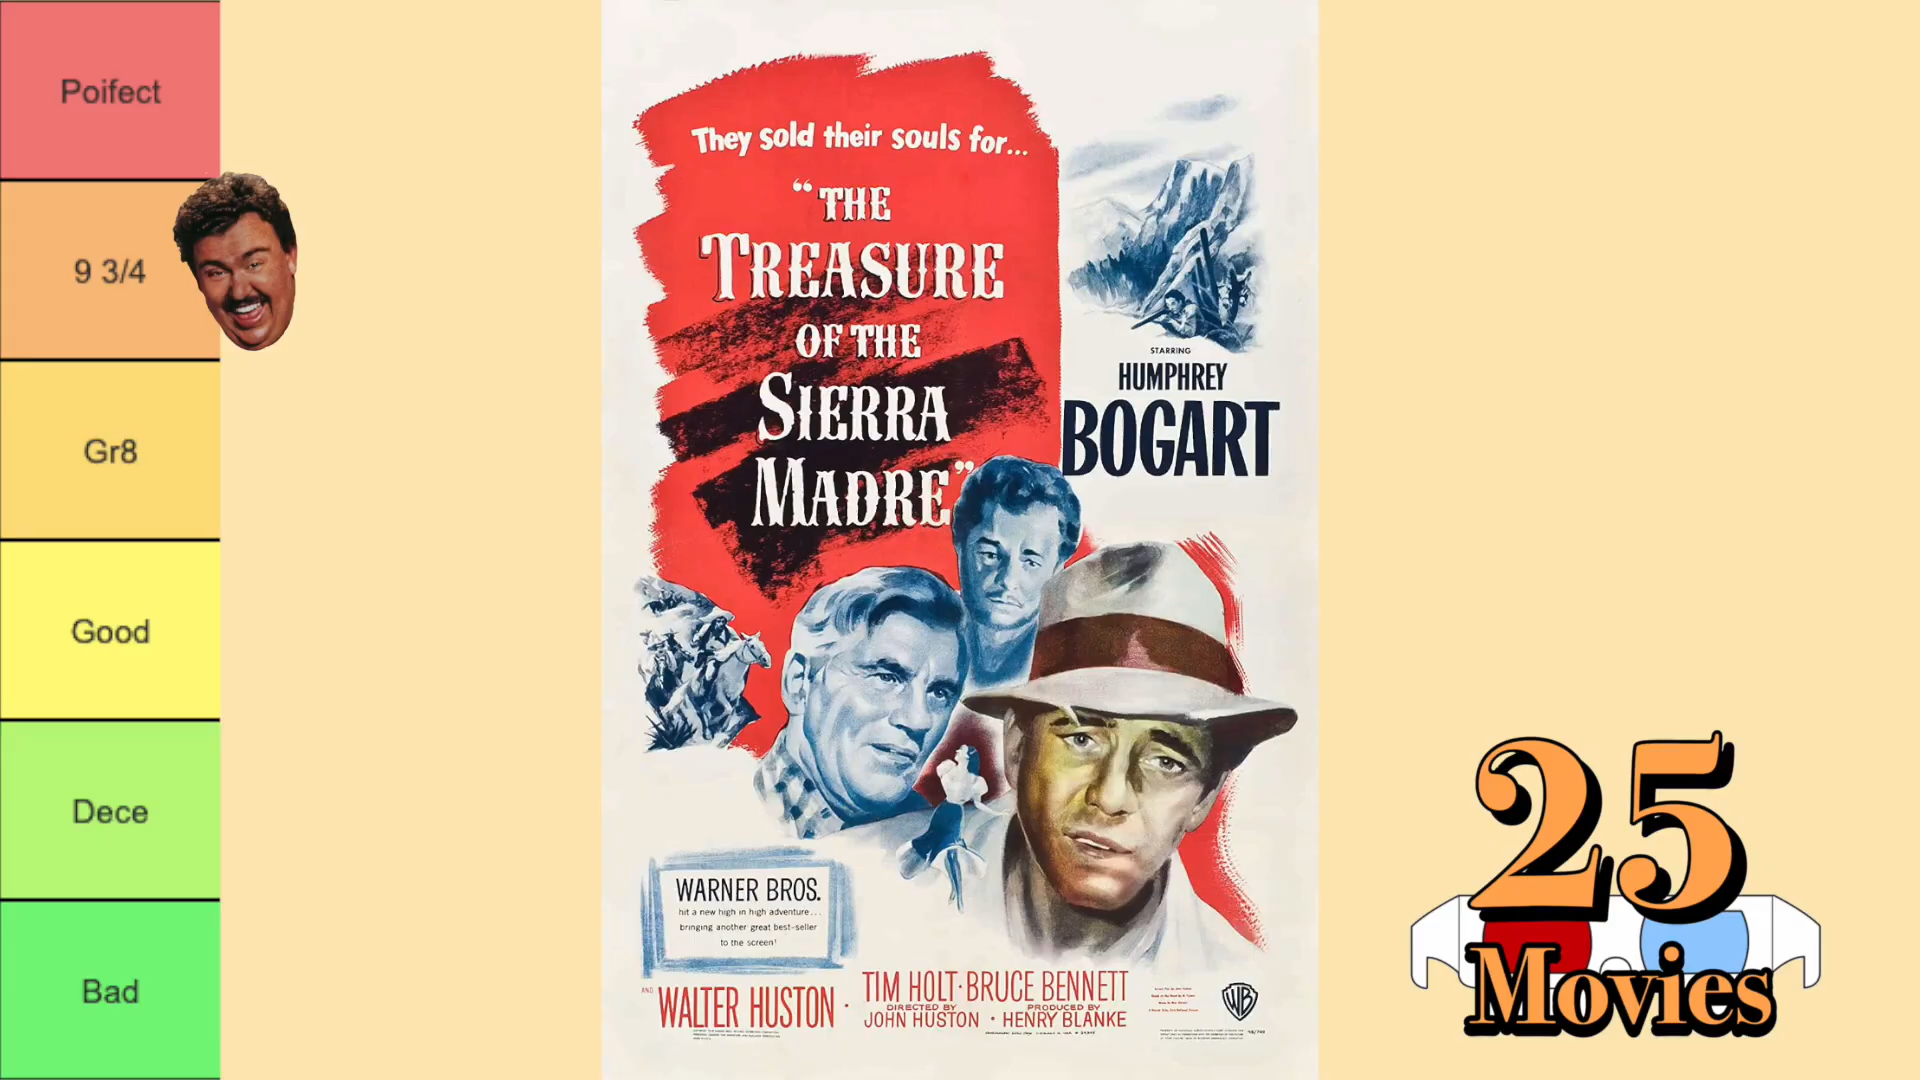 Poifect
9 3/4
Gr8
Good
Dece
Bad
They sold their souls for...
"THE
TREASURE
OF THE
SIERRA
MADRE"
STARRING
HUMPHREY
BOGART
WARNER BROS.
hit a new high in high adventure...
bringing another great best-seller
to the screen!
AND
WALTER HUSTON ·
TIM HOLT · BRUCE BENNETT
DIRECTED BY
JOHN HUSTON
· PRODUCED BY
HENRY BLANKE
WB
25
Movies